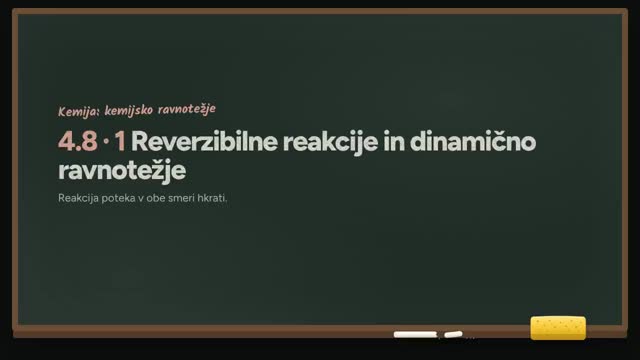 Kemija: kemijsko ravnotežje
4.8 · 1 Reverzibilne reakcije in dinamično
ravnotežje
Reakcija poteka v obe smeri hkrati.